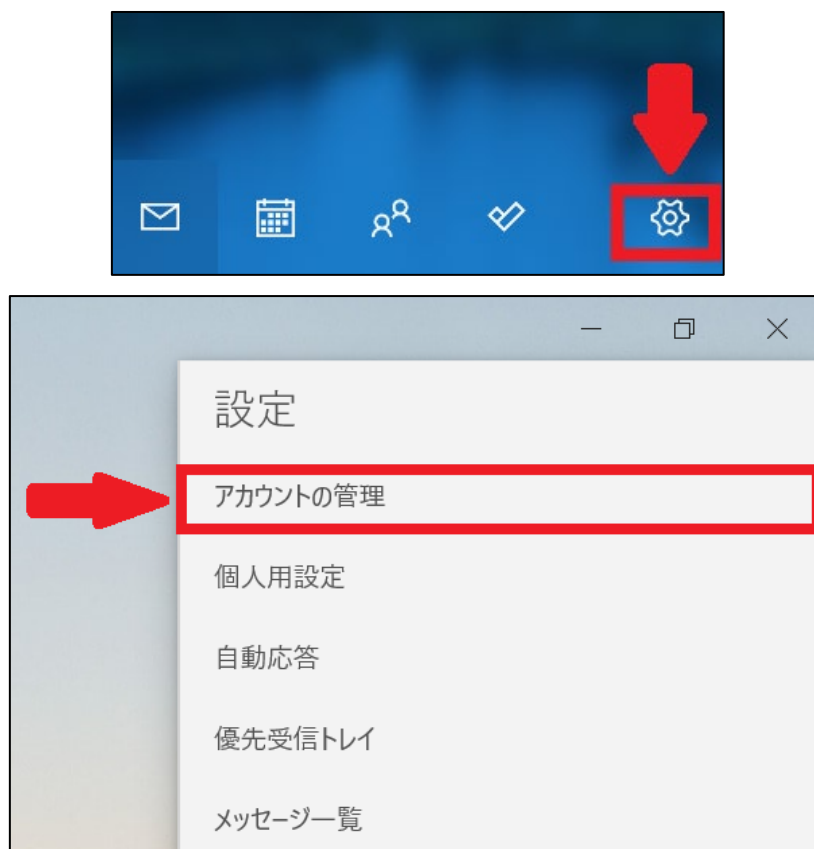 設定
アカウントの管理
個人用設定
自動応答
優先受信トレイ
メッセージ一覧